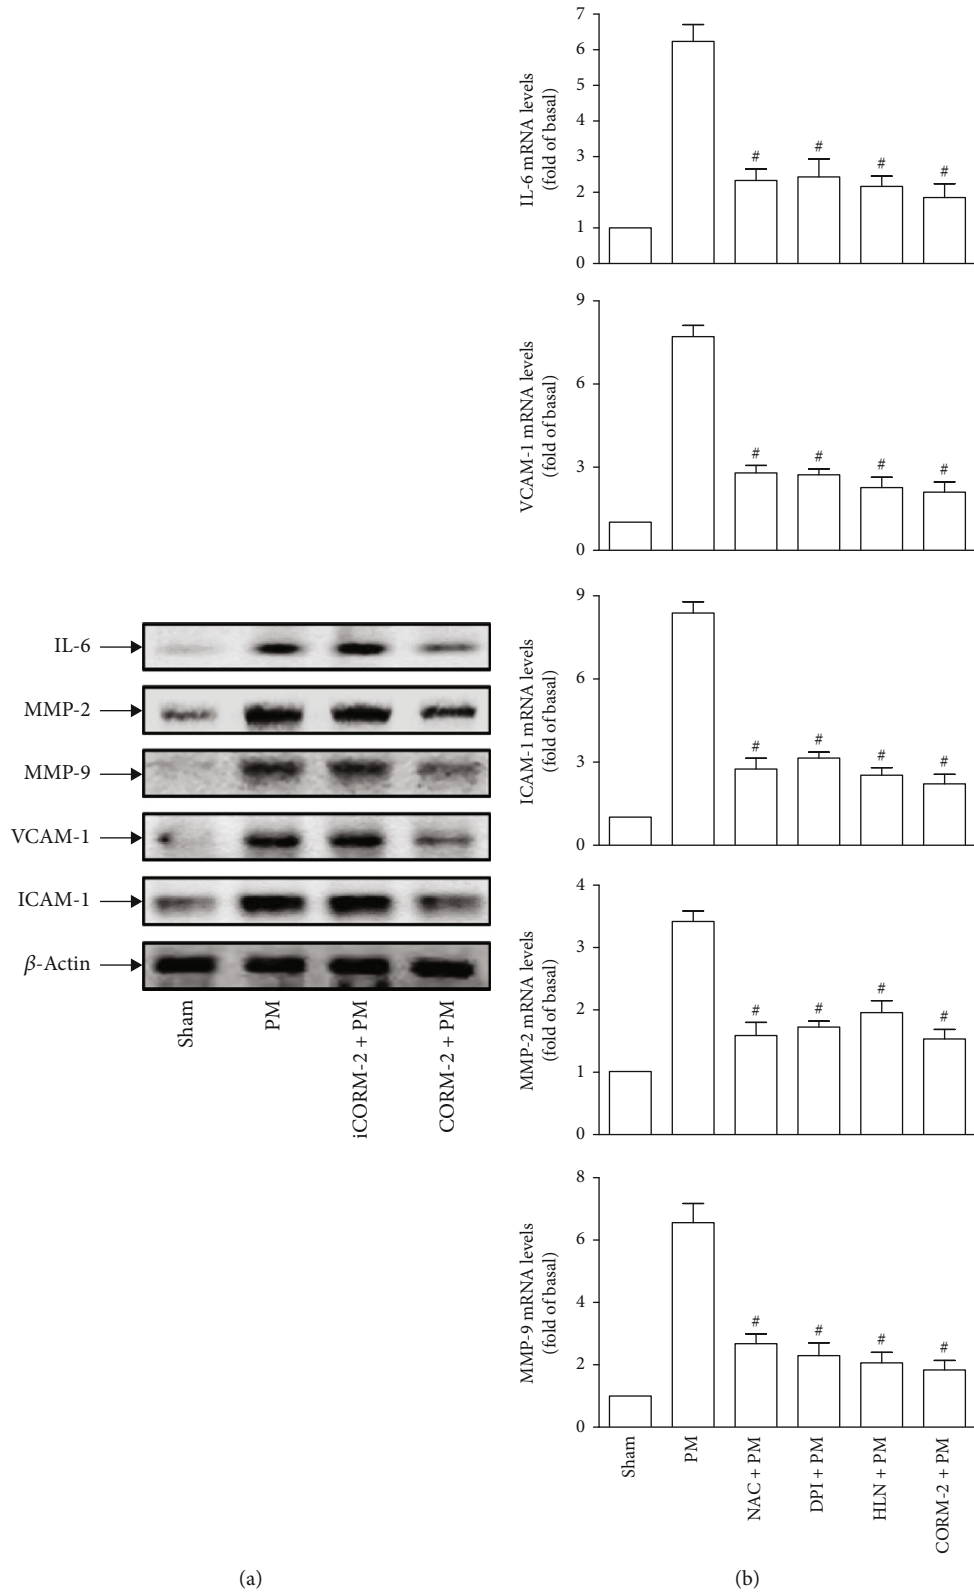 IL-6
MMP-2
MMP-9
VCAM-1
ICAM-1
β-Actin
Sham
PM
iCORM-2 + PM
CORM-2 + PM
(a)
IL-6 mRNA levels
(fold of basal)
7
6
5
4
3
2
1
0
#
#
#
#
VCAM-1 mRNA levels
(fold of basal)
9
6
3
0
#
#
#
#
ICAM-1 mRNA levels
(fold of basal)
9
6
3
0
#
#
#
#
MMP-2 mRNA levels
(fold of basal)
4
3
2
1
0
#
#
#
#
MMP-9 mRNA levels
(fold of basal)
8
6
4
2
0
#
#
#
#
Sham
PM
NAC + PM
DPI + PM
HLN + PM
CORM-2 + PM
(b)